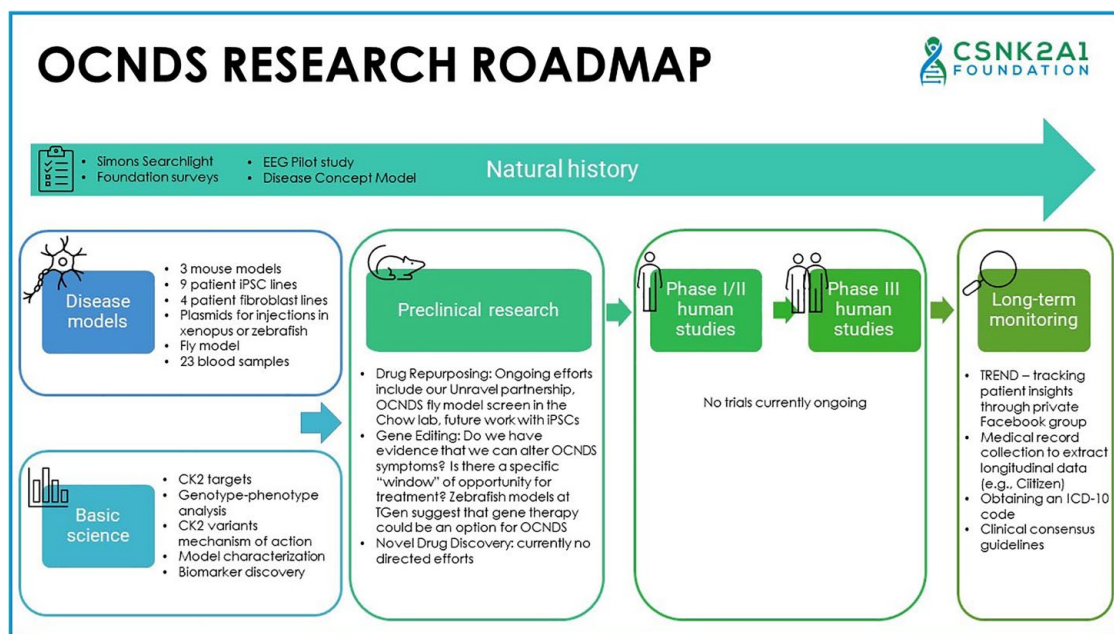 OCNDS RESEARCH ROADMAP
CSNK2A1
FOUNDATION
• Simons Searchlight
• Foundation surveys
• EEG Pilot study
• Disease Concept Model
Natural history
Disease
models
• 3 mouse models
• 9 patient iPSC lines
• 4 patient fibroblast lines
• Plasmids for injections in
xenopus or zebrafish
• Fly model
• 23 blood samples
Basic
science
• CK2 targets
• Genotype-phenotype
analysis
• CK2 variants
mechanism of action
• Model characterization
• Biomarker discovery
Preclinical research
• Drug Repurposing: Ongoing efforts
include our Unravel partnership,
OCNDS fly model screen in the
Chow lab, future work with iPSCs
• Gene Editing: Do we have
evidence that we can alter OCNDS
symptoms? Is there a specific
“window” of opportunity for
treatment? Zebrafish models at
TGen suggest that gene therapy
could be an option for OCNDS
• Novel Drug Discovery: currently no
directed efforts
Phase I/II
human
studies
Phase III
human
studies
No trials currently ongoing
Long-term
monitoring
• TREND – tracking
patient insights
through private
Facebook group
• Medical record
collection to extract
longitudinal data
(e.g., Ciitizen)
• Obtaining an ICD-10
code
• Clinical consensus
guidelines